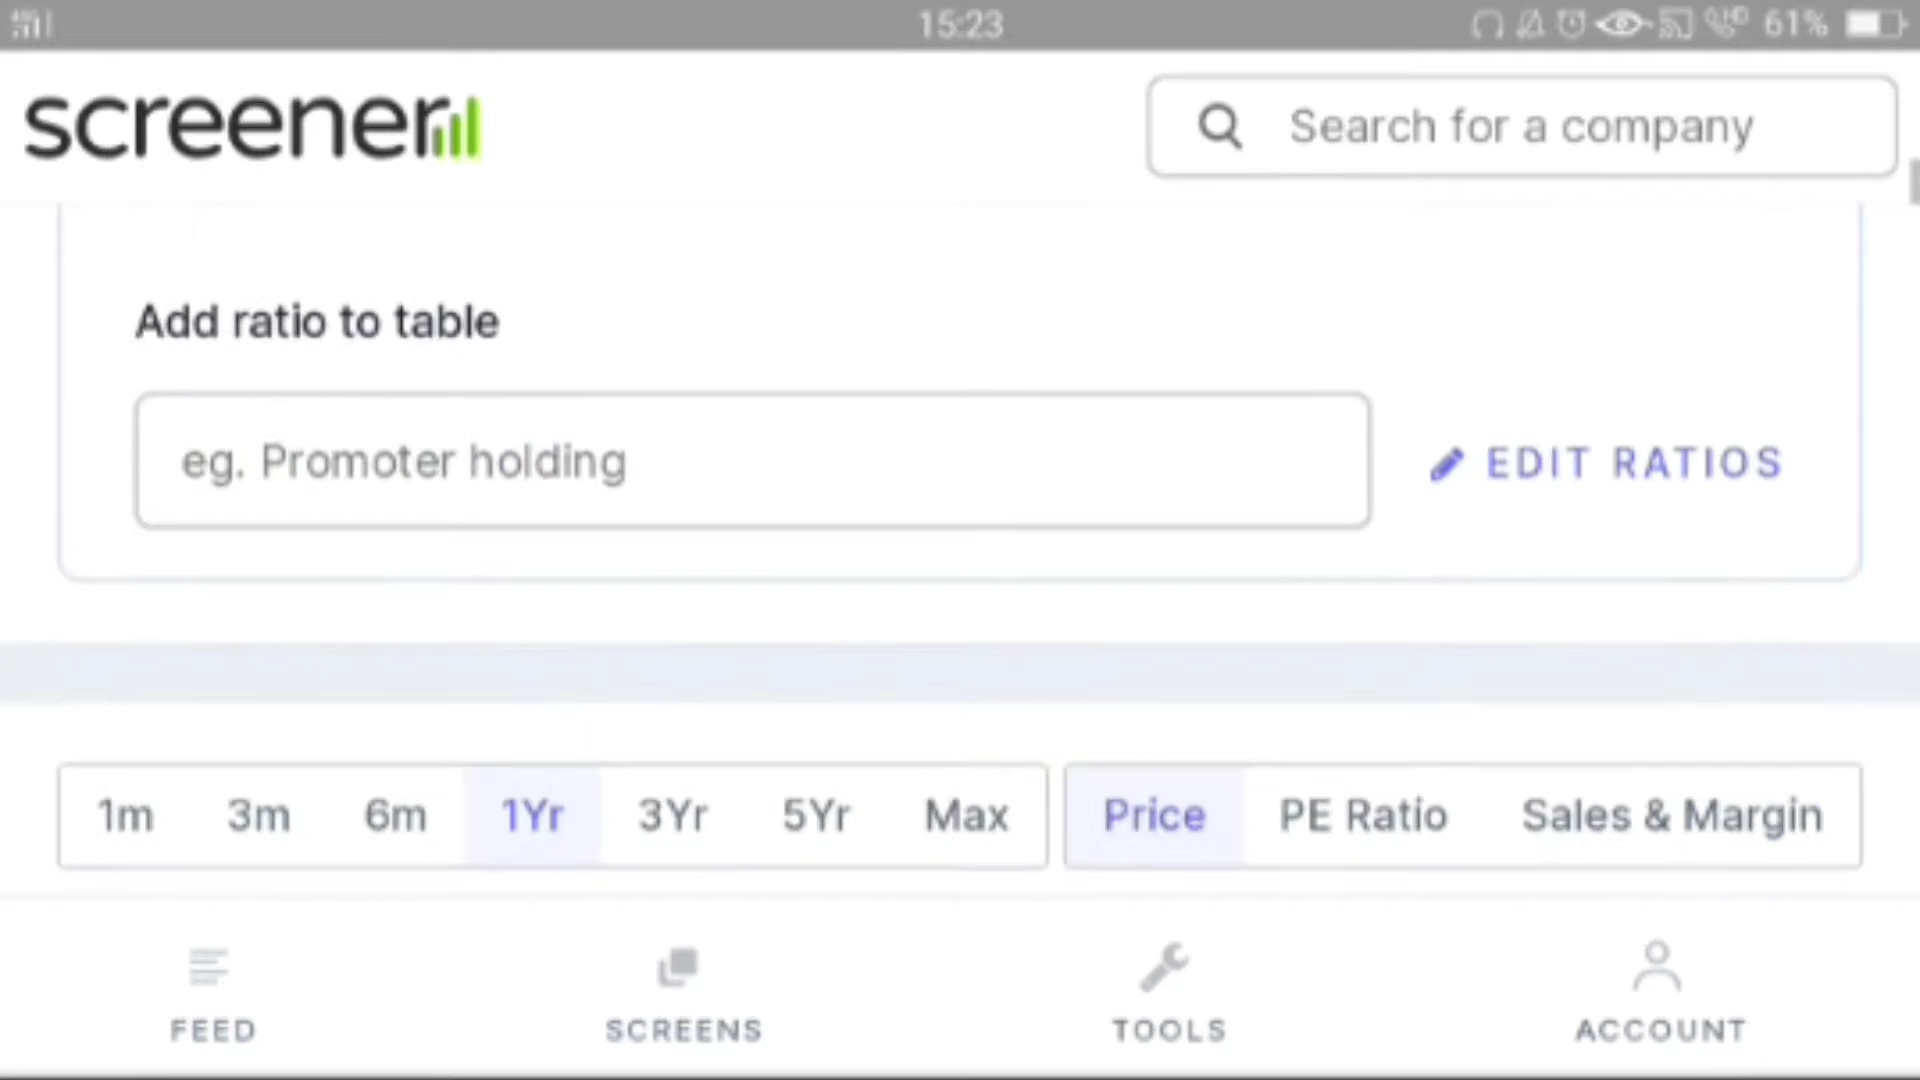 15:23
61%
screener
Search for a company
Add ratio to table
eg. Promoter holding
EDIT RATIOS
1m 3m 6m 1Yr 3Yr 5Yr Max Price PE Ratio Sales & Margin
FEED SCREENS TOOLS ACCOUNT